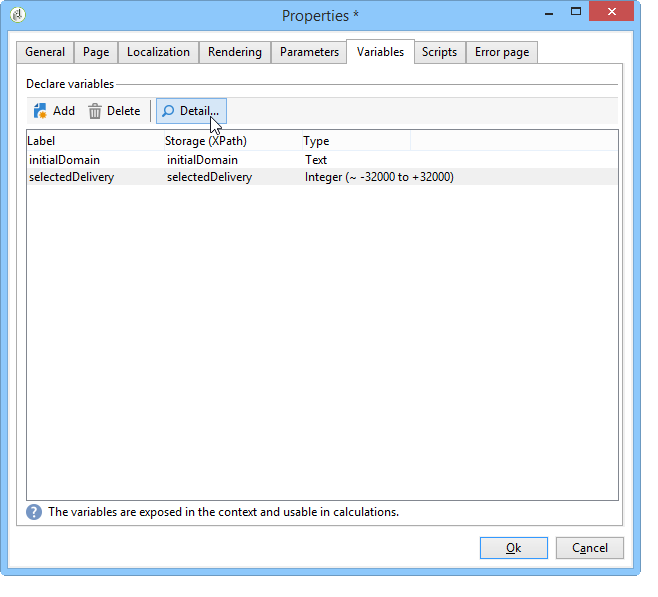 Properties *
General Page Localization Rendering Parameters Variables Scripts Error page
Declare variables
Add Delete Detail...
Label Storage (XPath) Type
initialDomain initialDomain Text
selectedDelivery selectedDelivery Integer (~ -32000 to +32000)
? The variables are exposed in the context and usable in calculations.
Ok Cancel